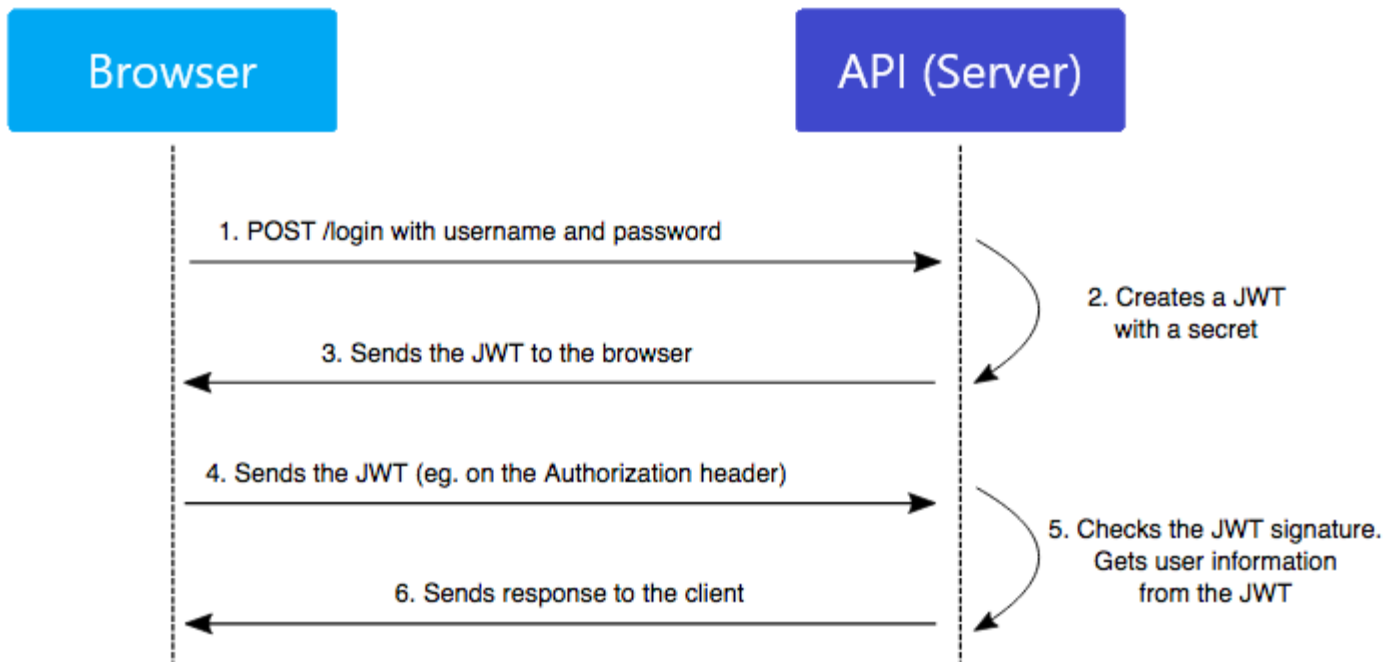 Browser
API (Server)
1. POST /login with username and password
2. Creates a JWT
with a secret
3. Sends the JWT to the browser
4. Sends the JWT (eg. on the Authorization header)
5. Checks the JWT signature.
Gets user information
from the JWT
6. Sends response to the client